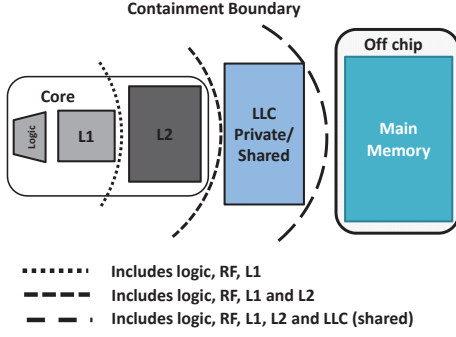 Containment Boundary
Off chip
Core
Logic
L1
L2
LLC
Private/
Shared
Main
Memory
Includes logic, RF, L1
Includes logic, RF, L1 and L2
Includes logic, RF, L1, L2 and LLC (shared)